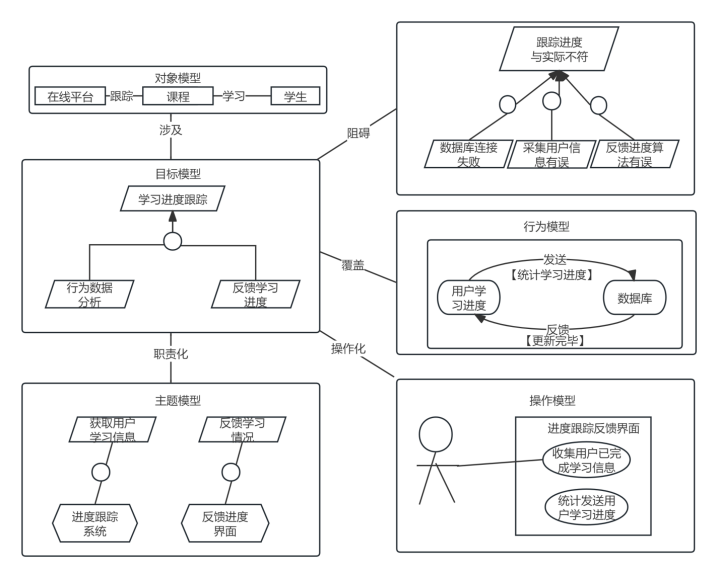 对象模型
在线平台
跟踪
课程
学习
学生
涉及
目标模型
学习进度跟踪
行为数据
分析
反馈学习
进度
职责化
主题模型
获取用户
学习信息
反馈学习
情况
进度跟踪
系统
反馈进度
界面
阻碍
跟踪进度
与实际不符
数据库连接
失败
采集用户信
息有误
反馈进度算
法有误
覆盖
行为模型
发送
【统计学习进度】
用户学
习进度
数据库
反馈
【更新完毕】
操作化
操作模型
进度跟踪反馈界面
收集用户已完
成学习信息
统计发送用
户学习进度